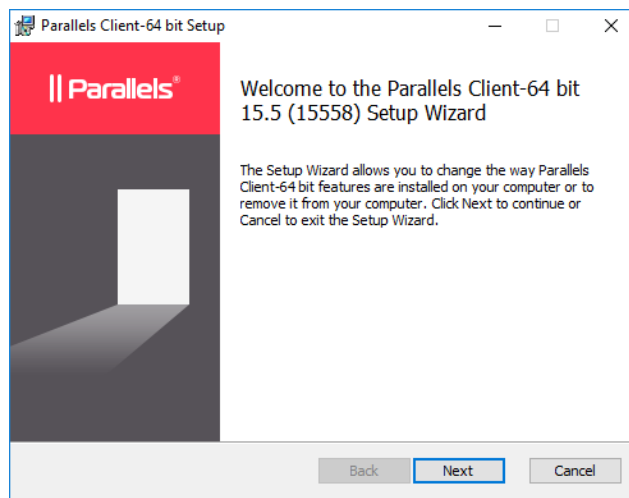 Parallels Client-64 bit Setup
Parallels®
Welcome to the Parallels Client-64 bit
15.5 (15558) Setup Wizard
The Setup Wizard allows you to change the way Parallels
Client-64 bit features are installed on your computer or to
remove it from your computer. Click Next to continue or
Cancel to exit the Setup Wizard.
Back
Next
Cancel